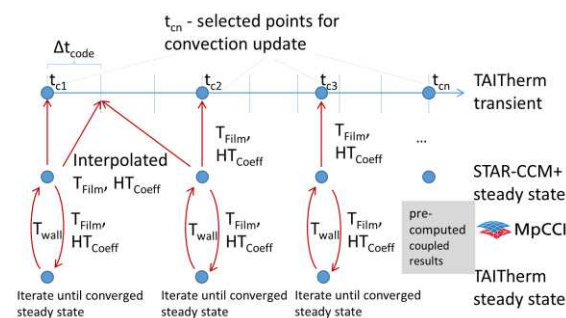 t_cn - selected points for
convection update
Δt_code
t_c1
t_c2
t_c3
t_cn
TAITherm
transient
T_Film,
HT_Coeff
T_Film,
HT_Coeff
...
Interpolated
T_Film, HT_Coeff
STAR-CCM+
steady state
T_wall
T_Film,
HT_Coeff
T_wall
T_Film,
HT_Coeff
T_wall
T_Film,
HT_Coeff
pre-
computed
coupled
results
MpCCI
TAITherm
steady state
Iterate until converged
steady state
Iterate until converged
steady state
Iterate until converged
steady state